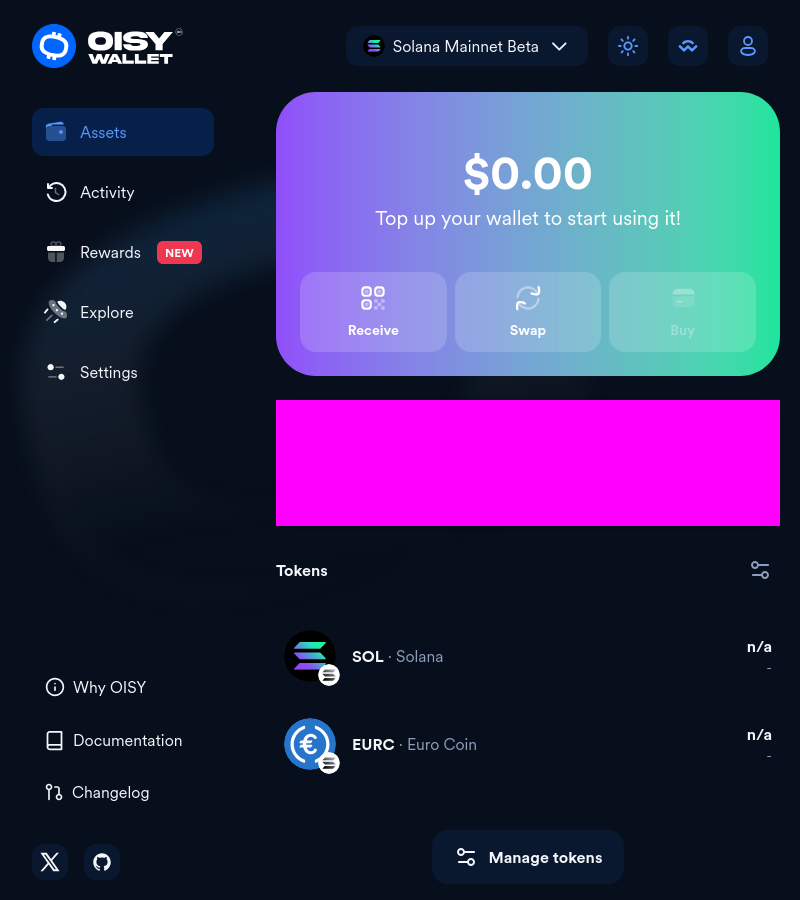 OISY
WALLET
Solana Mainnet Beta
Assets
Activity
Rewards NEW
Explore
Settings
$0.00
Top up your wallet to start using it!
Receive
Swap
Buy
Tokens
SOL · Solana
n/a
-
EURC · Euro Coin
n/a
-
Why OISY
Documentation
Changelog
Manage tokens